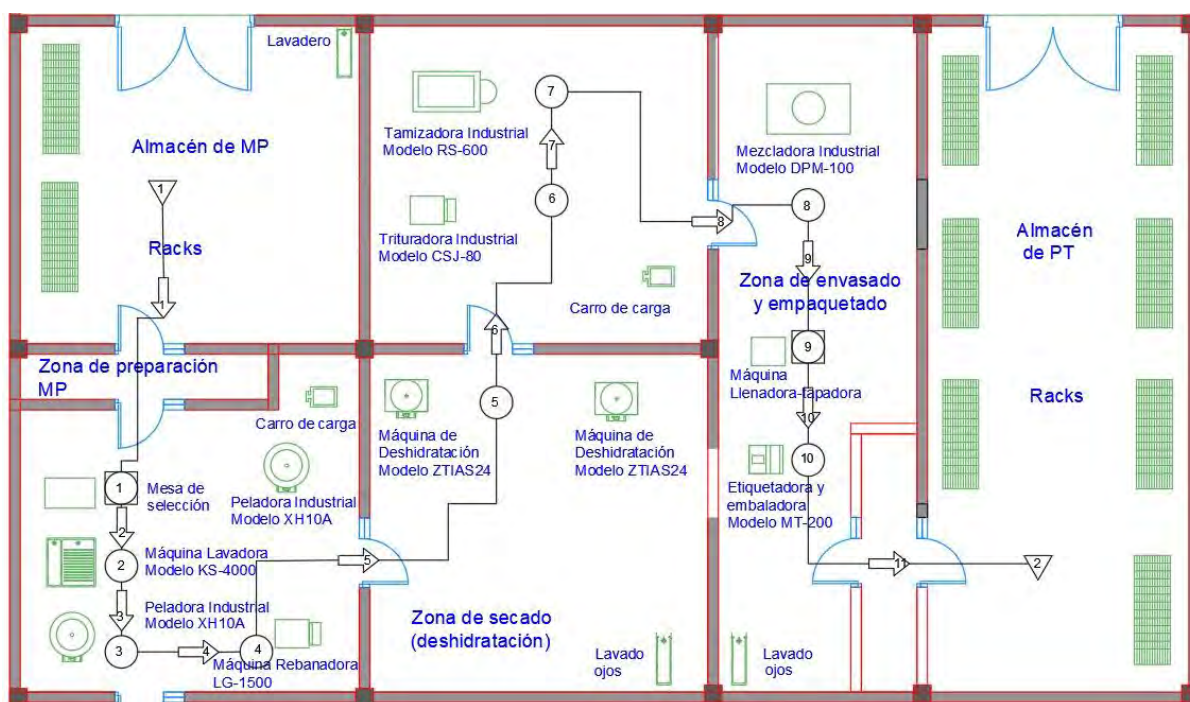 Lavadero
Almacén de MP
1
Racks
1
Zona de preparación
MP
Carro de carga
1
Mesa de
selección
2
Peladora Industrial
Modelo XH10A
2
Máquina Lavadora
Modelo KS-4000
3
Peladora Industrial
Modelo XH10A
3
4
4
Máquina Rebanadora
LG-1500
5
Tamizadora Industrial
Modelo RS-600
7
7
6
Trituradora Industrial
Modelo CSJ-80
8
Carro de carga
6
5
Máquina de
Deshidratación
Modelo ZTIAS24
Máquina de
Deshidratación
Modelo ZTIAS24
Zona de secado
(deshidratación)
Lavado
ojos
Mezcladora Industrial
Modelo DPM-100
8
9
Zona de envasado
y empaquetado
9
Máquina
Llenadora-tapadora
10
10
Etiquetadora y
embaladora
Modelo MT-200
11
Lavado
ojos
Almacén
de PT
Racks
2